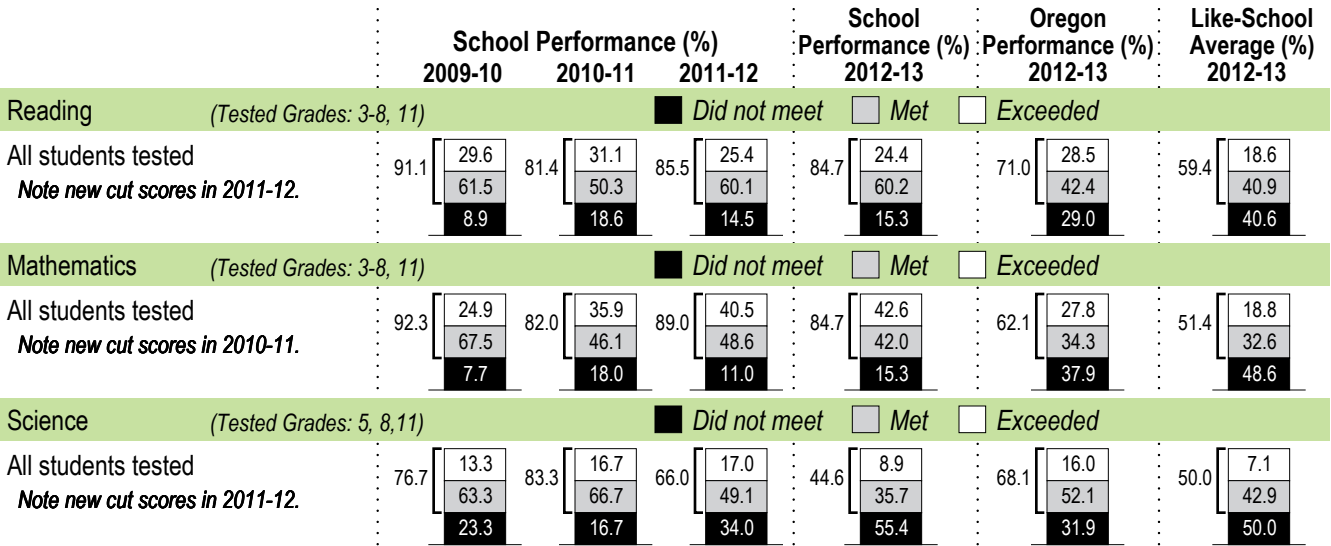 School Performance (%)
School
Performance (%)
Oregon
Performance (%)
Like-School
Average (%)
2009-10 2010-11 2011-12 2012-13 2012-13 2012-13
Reading (Tested Grades: 3-8, 11) Did not meet Met Exceeded
All students tested
Note new cut scores in 2011-12.
91.1 29.6 81.4 31.1 85.5 25.4 84.7 24.4 71.0 28.5 59.4 18.6
61.5 50.3 60.1 60.2 42.4 40.9
8.9 18.6 14.5 15.3 29.0 40.6
Mathematics (Tested Grades: 3-8, 11) Did not meet Met Exceeded
All students tested
Note new cut scores in 2010-11.
92.3 24.9 82.0 35.9 89.0 40.5 84.7 42.6 62.1 27.8 51.4 18.8
67.5 46.1 48.6 42.0 34.3 32.6
7.7 18.0 11.0 15.3 37.9 48.6
Science (Tested Grades: 5, 8,11) Did not meet Met Exceeded
All students tested
Note new cut scores in 2011-12.
76.7 13.3 83.3 16.7 66.0 17.0 44.6 8.9 68.1 16.0 50.0 7.1
63.3 66.7 49.1 35.7 52.1 42.9
23.3 16.7 34.0 55.4 31.9 50.0